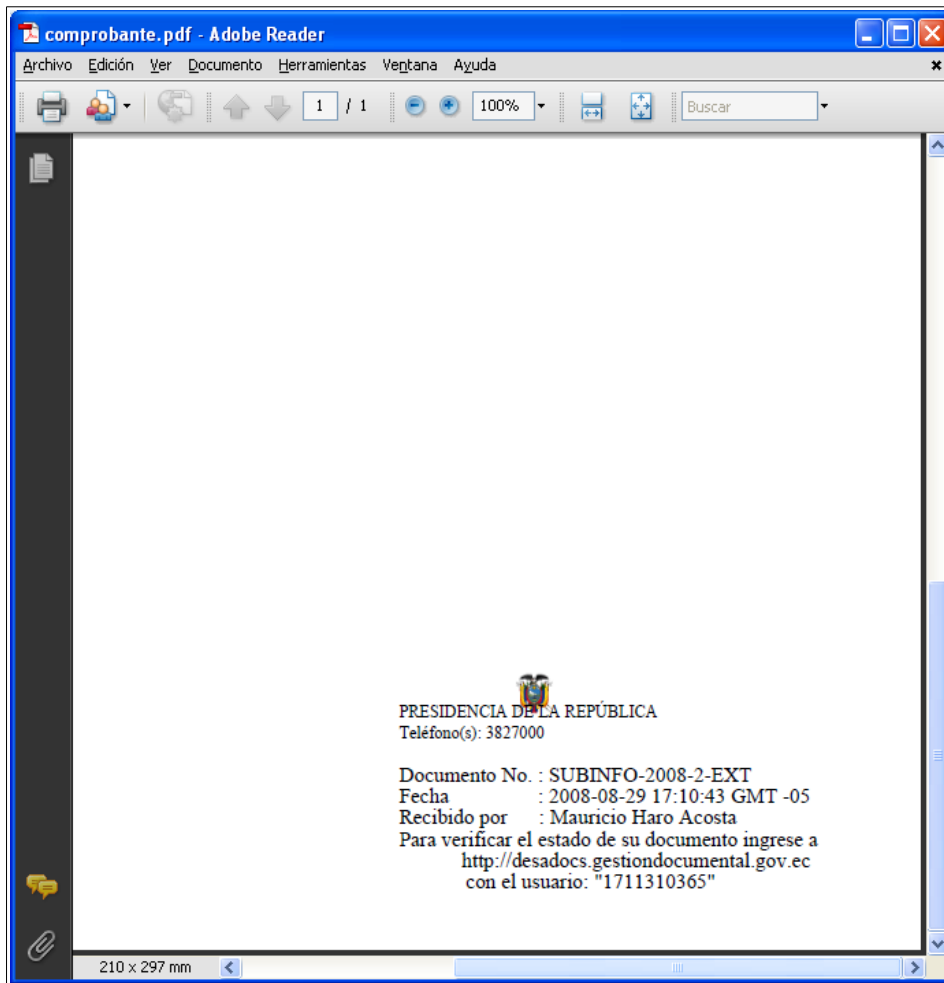 comprobante.pdf - Adobe Reader
Archivo Edición Ver Documento Herramientas Ventana Ayuda
1 / 1 100% Buscar
PRESIDENCIA DE LA REPÚBLICA
Teléfono(s): 3827000
Documento No. : SUBINFO-2008-2-EXT
Fecha : 2008-08-29 17:10:43 GMT -05
Recibido por : Mauricio Haro Acosta
Para verificar el estado de su documento ingrese a
http://desadocs.gestiondocumental.gov.ec
con el usuario: "1711310365"
210 x 297 mm